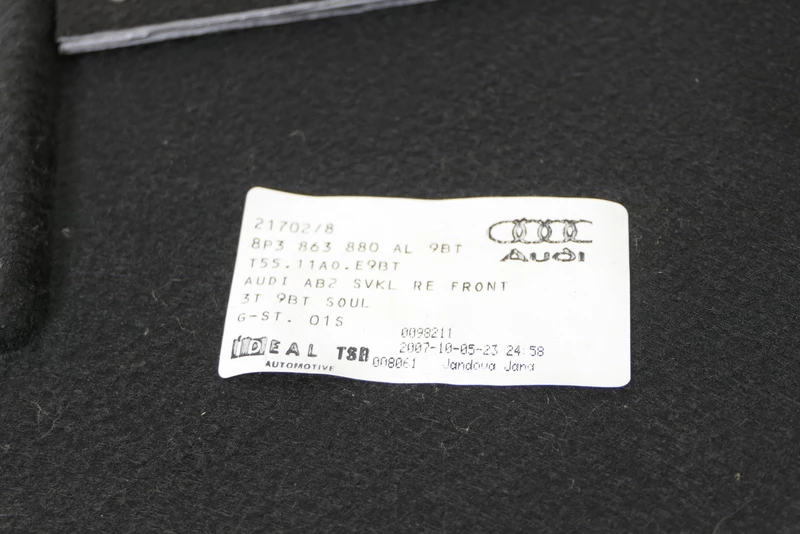 21702/8
8P3 863 880 AL 9BT
T55.11A0.E9BT
AUDI AB2 SVKL RE FRONT
3T 9BT SOUL
G-ST. 01S
Audi
0098211
2007-10-05-23 24:58
008061 Jandova Jana
IDEAL TSB
AUTOMOTIVE